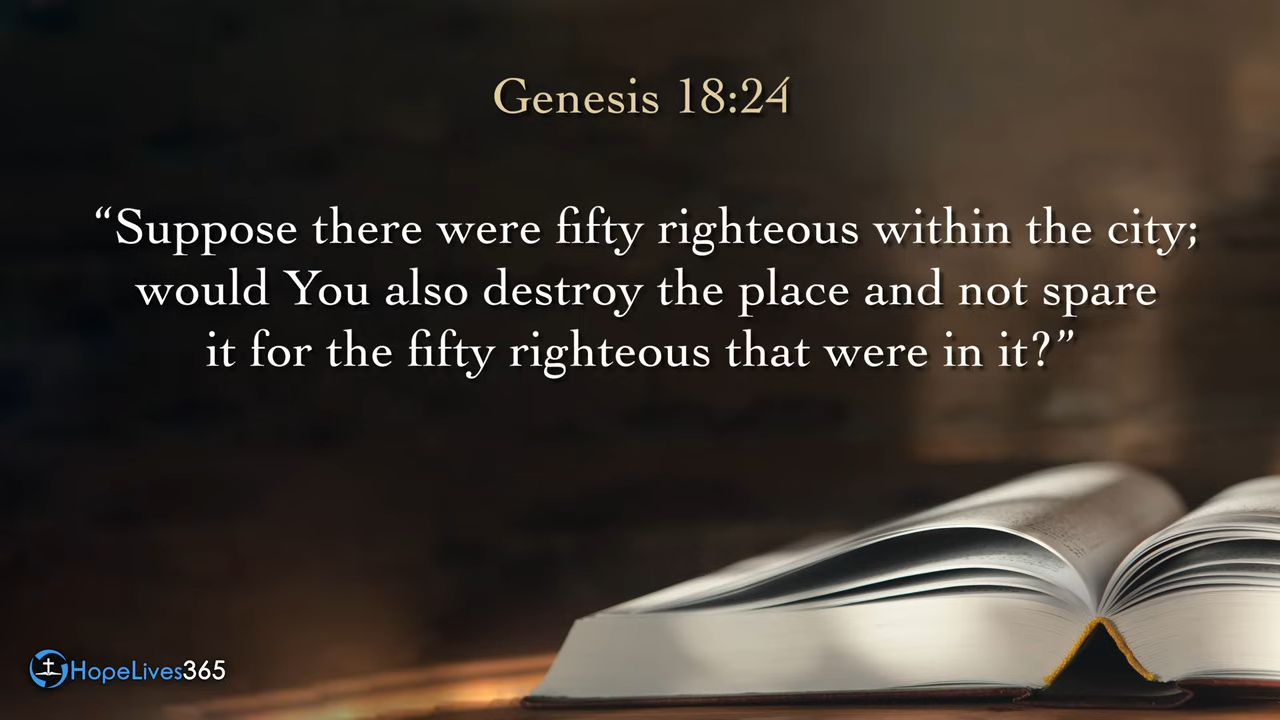 Genesis 18:24
“Suppose there were fifty righteous within the city;
would You also destroy the place and not spare
it for the fifty righteous that were in it?”
HopeLives365